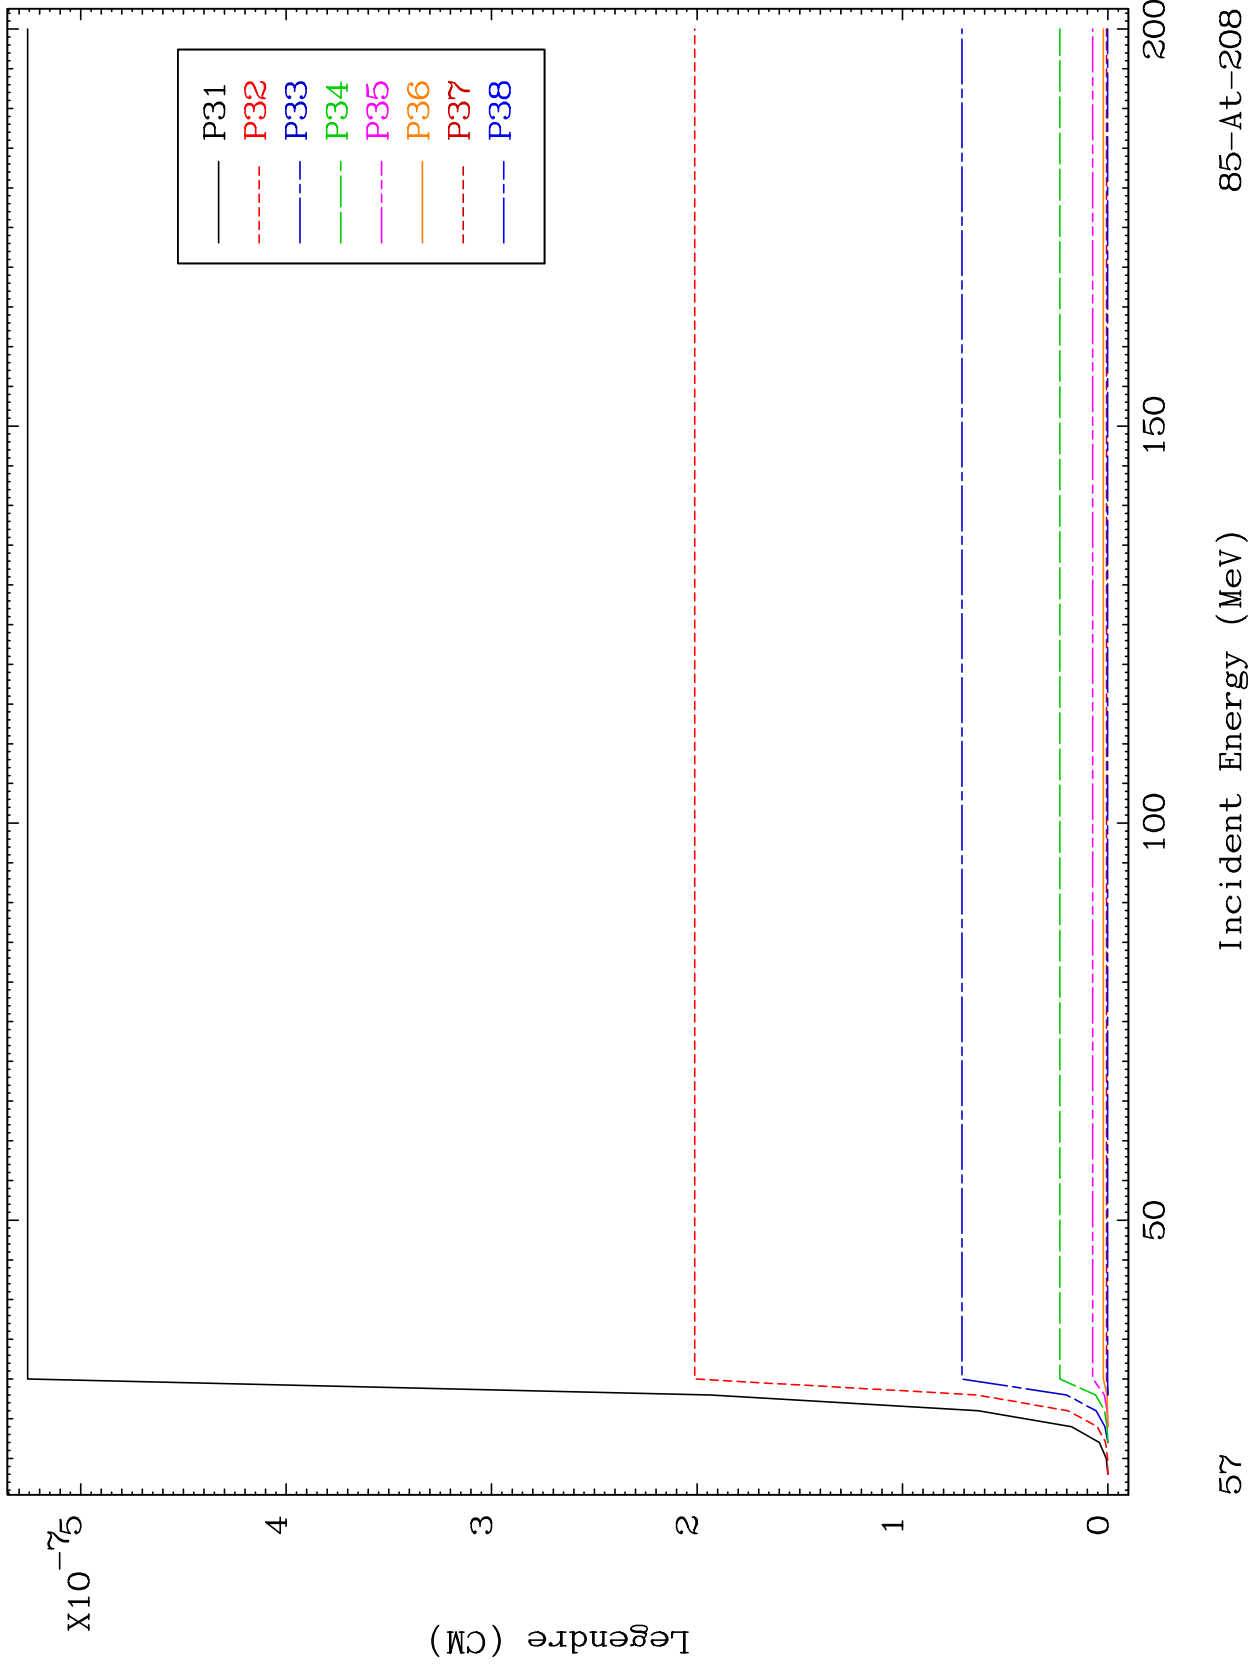 X10-7
5
4
3
2
1
0
Legendre (CM)
P31
P32
P33
P34
P35
P36
P37
P38
50
100
150
200
Incident Energy (MeV)
57
85-At-208